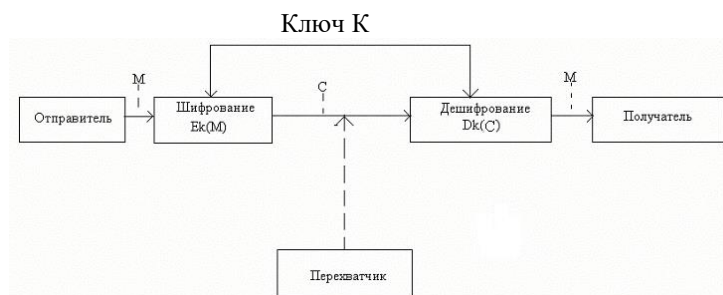 Ключ К
М
С
М
Отправитель
Шифрование
Ek(M)
Дешифрование
Dk(C)
Получатель
Перехватчик